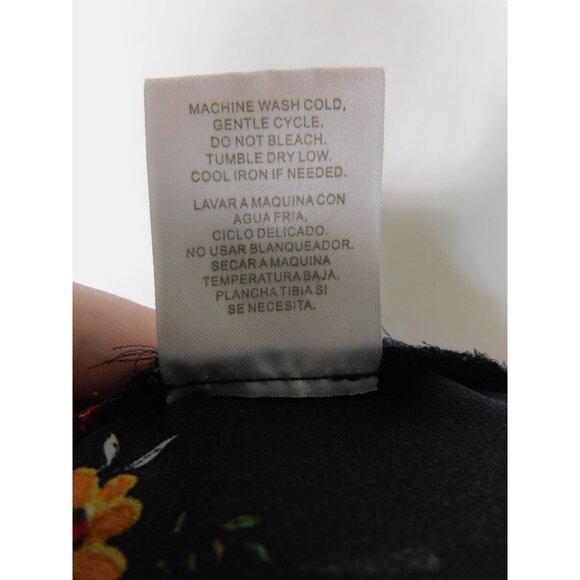 MACHINE WASH COLD,
GENTLE CYCLE.
DO NOT BLEACH.
TUMBLE DRY LOW.
COOL IRON IF NEEDED.
LAVAR A MAQUINA CON
AGUA FRIA,
CICLO DELICADO.
NO USAR BLANQUEADOR.
SECAR A MAQUINA
TEMPERATURA BAJA.
PLANCHA TIBIA SI
SE NECESITA.